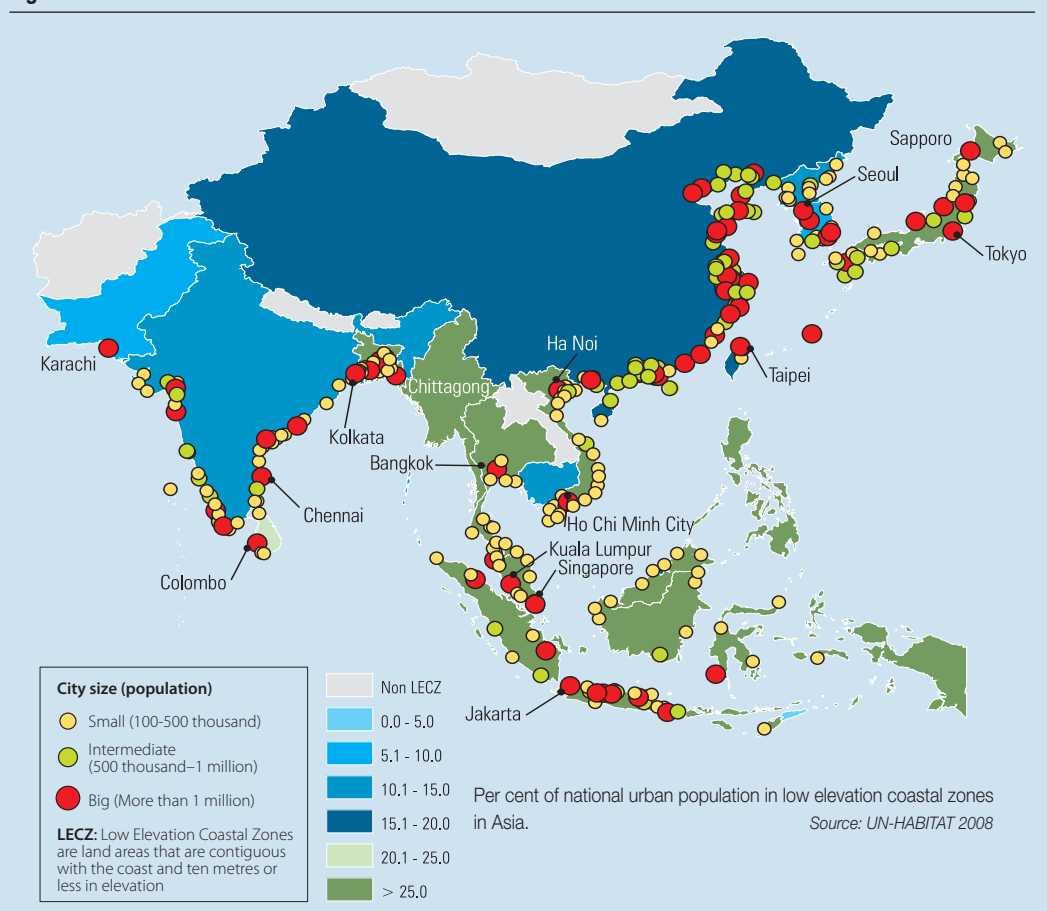 Sapporo
Seoul
Tokyo
Karachi
Ha Noi
Taipei
Chittagong
Kolkata
Bangkok
Chennai
Ho Chi Minh City
Kuala Lumpur
Singapore
Colombo
Jakarta
City size (population)
Small (100-500 thousand)
Intermediate
(500 thousand–1 million)
Big (More than 1 million)
LECZ: Low Elevation Coastal Zones
are land areas that are contiguous
with the coast and ten metres or
less in elevation
Non LECZ
0.0 - 5.0
5.1 - 10.0
10.1 - 15.0
15.1 - 20.0
20.1 - 25.0
> 25.0
Per cent of national urban population in low elevation coastal zones
in Asia.
Source: UN-HABITAT 2008